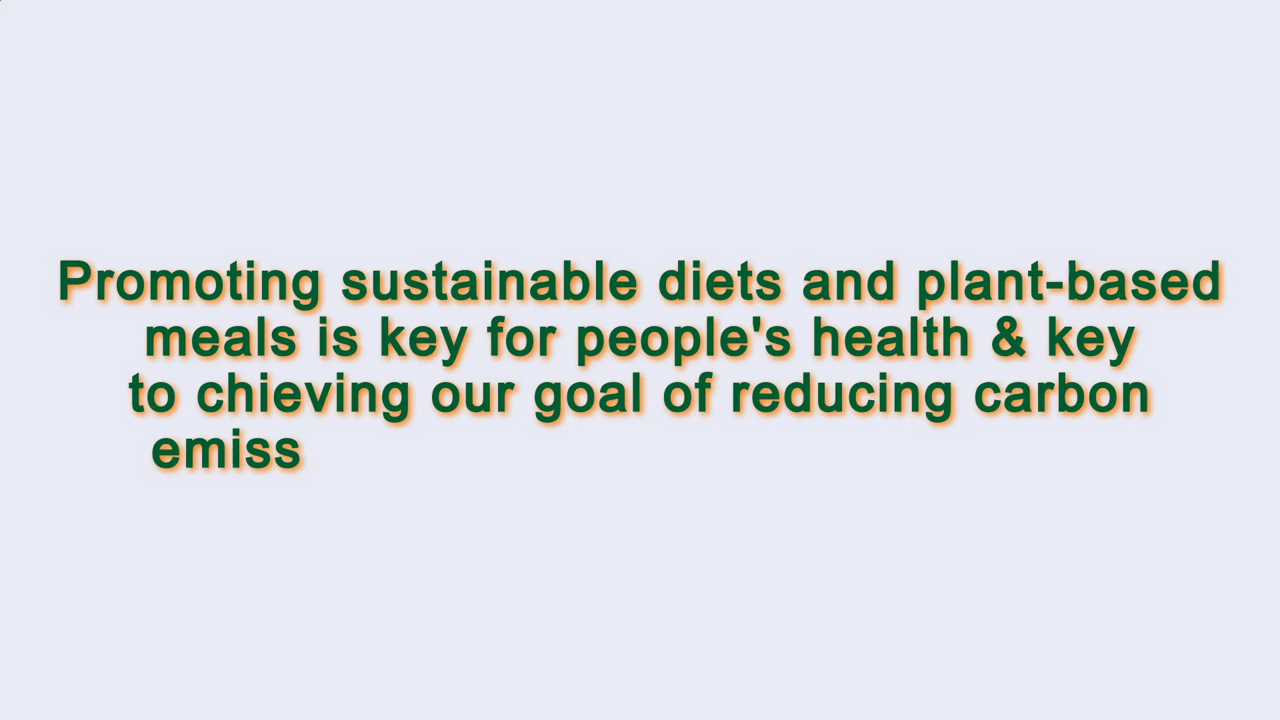 Promoting sustainable diets and plant-based
meals is key for people's health & key
to chieving our goal of reducing carbon
emiss